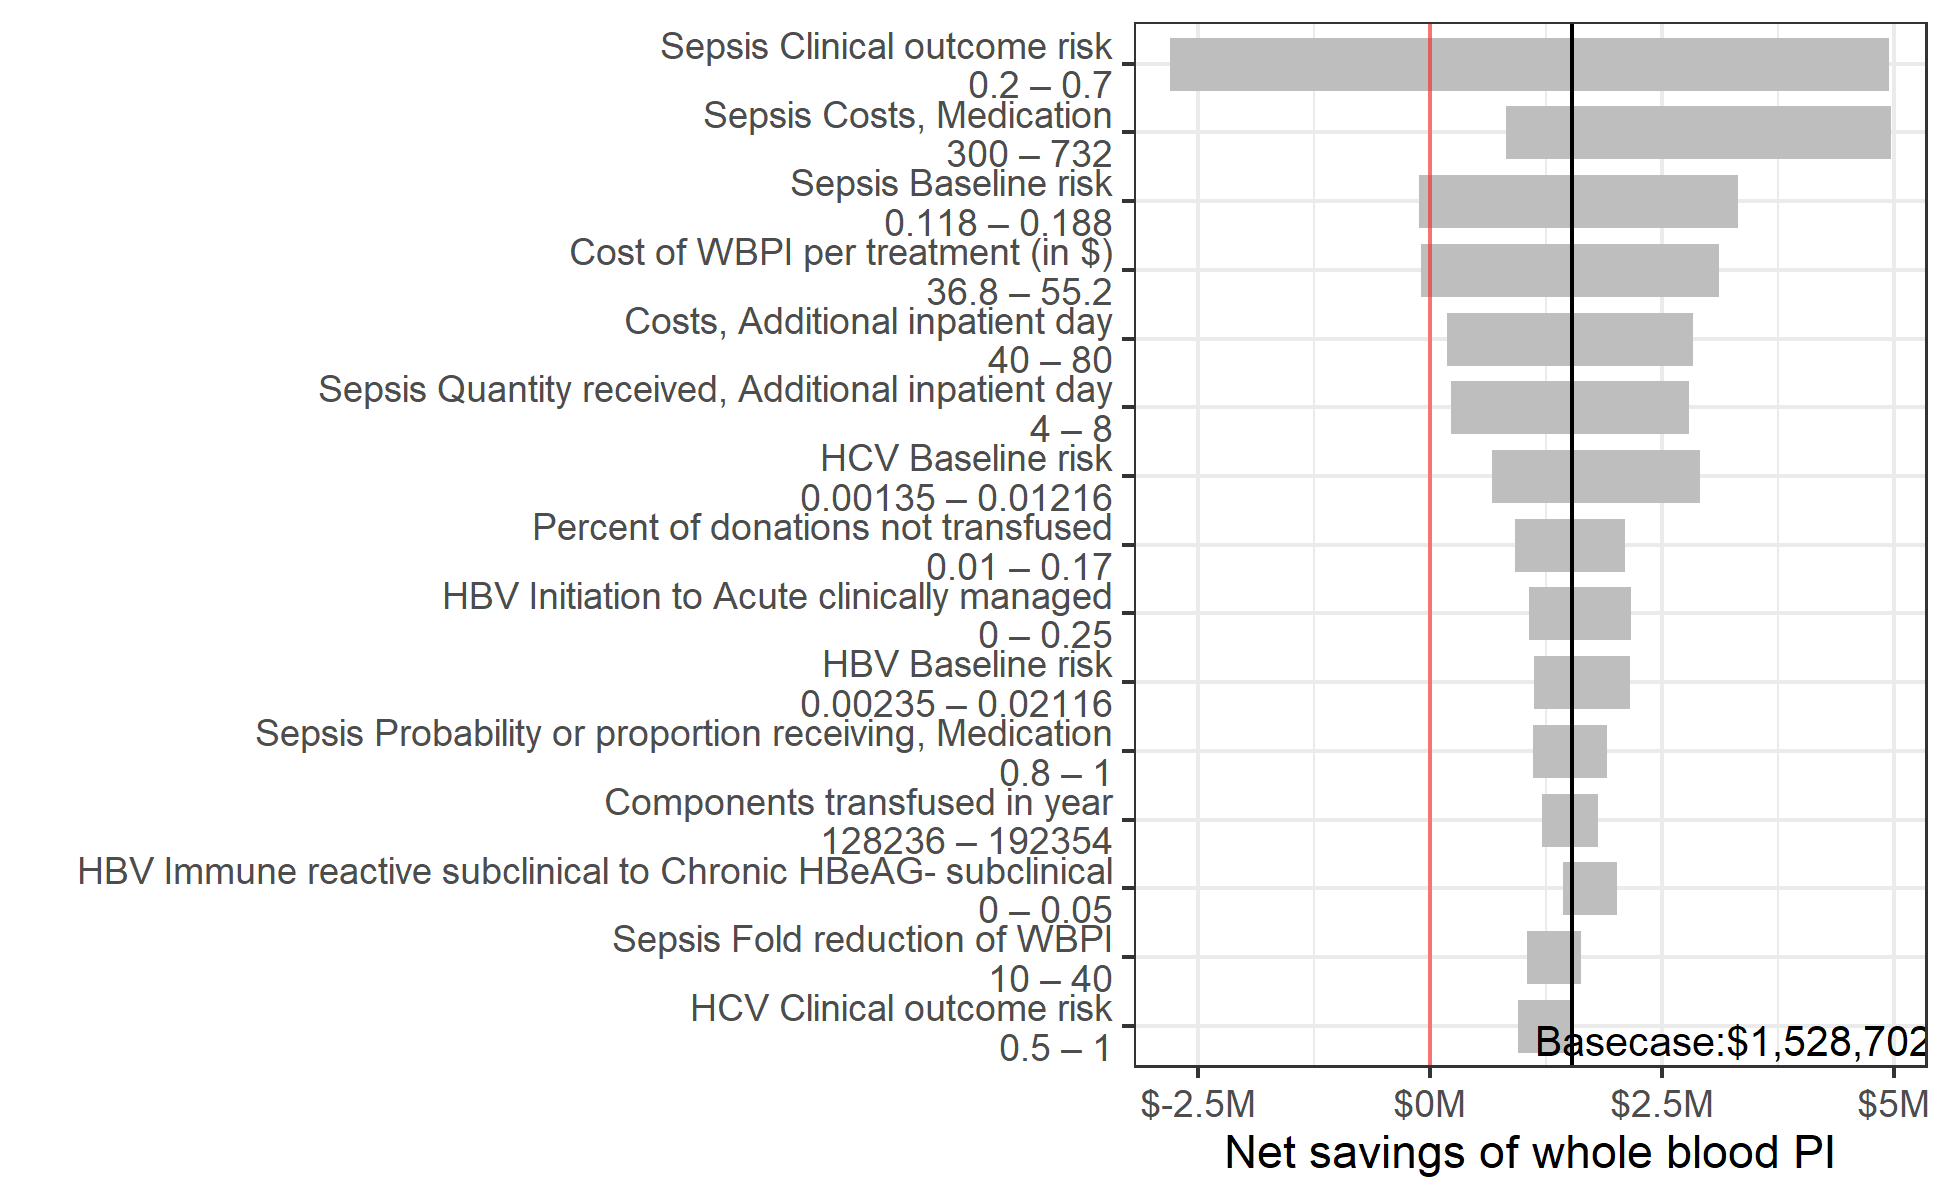 Sepsis Clinical outcome risk
0.2 – 0.7
Sepsis Costs, Medication
300 – 732
Sepsis Baseline risk
0.118 – 0.188
Cost of WBPI per treatment (in $)
36.8 – 55.2
Costs, Additional inpatient day
40 – 80
Sepsis Quantity received, Additional inpatient day
4 – 8
HCV Baseline risk
0.00135 – 0.01216
Percent of donations not transfused
0.01 – 0.17
HBV Initiation to Acute clinically managed
0 – 0.25
HBV Baseline risk
0.00235 – 0.02116
Sepsis Probability or proportion receiving, Medication
0.8 – 1
Components transfused in year
128236 – 192354
HBV Immune reactive subclinical to Chronic HBeAG- subclinical
0 – 0.05
Sepsis Fold reduction of WBPI
10 – 40
HCV Clinical outcome risk
0.5 – 1
Basecase:$1,528,702
$-2.5M $0M $2.5M $5M
Net savings of whole blood PI